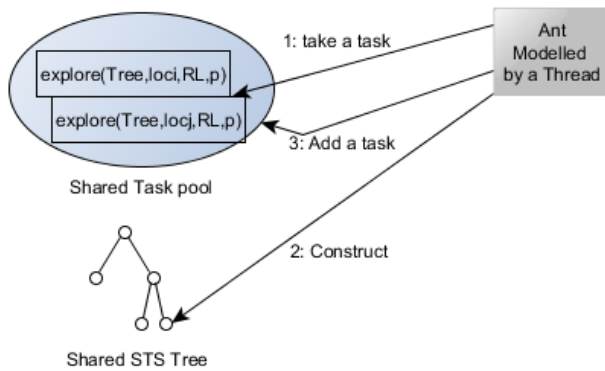 1: take a task
Ant
Modelled
by a Thread
explore(Tree,loci,RL,p)
explore(Tree,locj,RL,p)
3: Add a task
Shared Task pool
2: Construct
Shared STS Tree